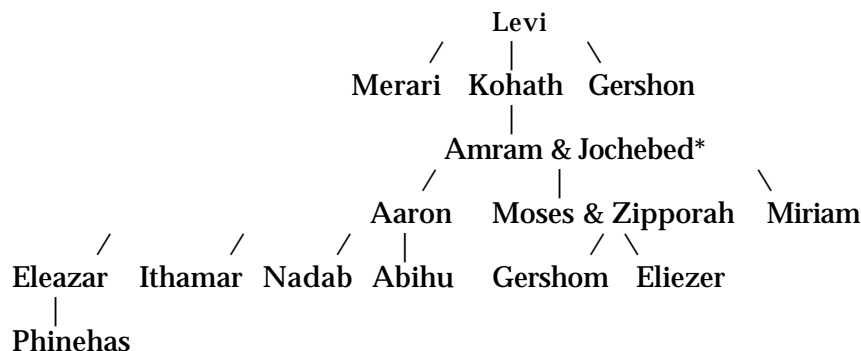 Levi
Merari Kohath Gershon
Amram & Jochebed*
Aaron Moses & Zipporah Miriam
Eleazar Ithamar Nadab Abihu Gershom Eliezer
Phinehas